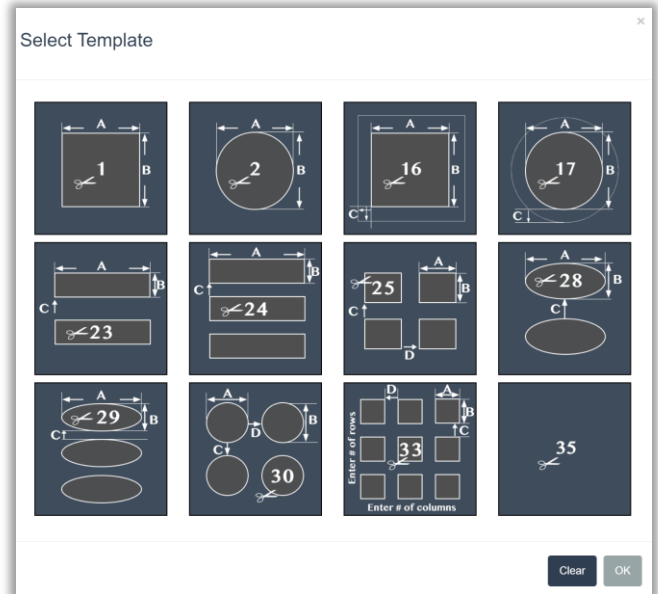 ×
Select Template
A
1
B
A
2
B
A
16
B
C
A
17
B
C
A
B
C
23
A
B
C
24
A
25
B
C
D
A
28
B
C
A
29
B
C
A
D
B
C
30
D
A
B
C
33
Enter # of rows
Enter # of columns
35
Clear
OK